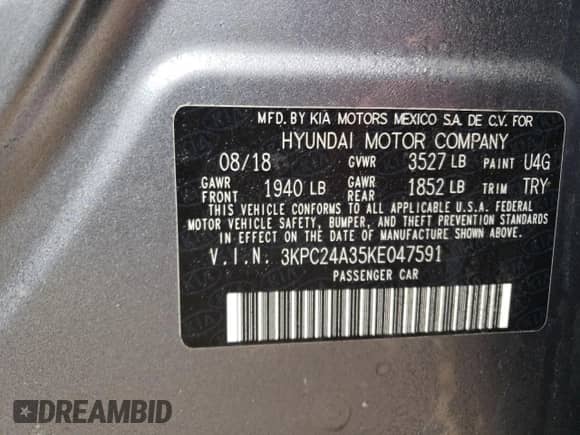 MFD. BY KIA MOTORS MEXICO S.A. DE C.V. FOR
HYUNDAI MOTOR COMPANY
08/18 GVWR 3527 LB PAINT U4G
GAWR FRONT 1940 LB GAWR REAR 1852 LB TRIM TRY
THIS VEHICLE CONFORMS TO ALL APPLICABLE U.S.A. FEDERAL
MOTOR VEHICLE SAFETY, BUMPER, AND THEFT PREVENTION STANDARDS
IN EFFECT ON THE DATE OF MANUFACTURE SHOWN ABOVE.
V.I.N. 3KPC24A35KE047591
PASSENGER CAR
DREAMBID